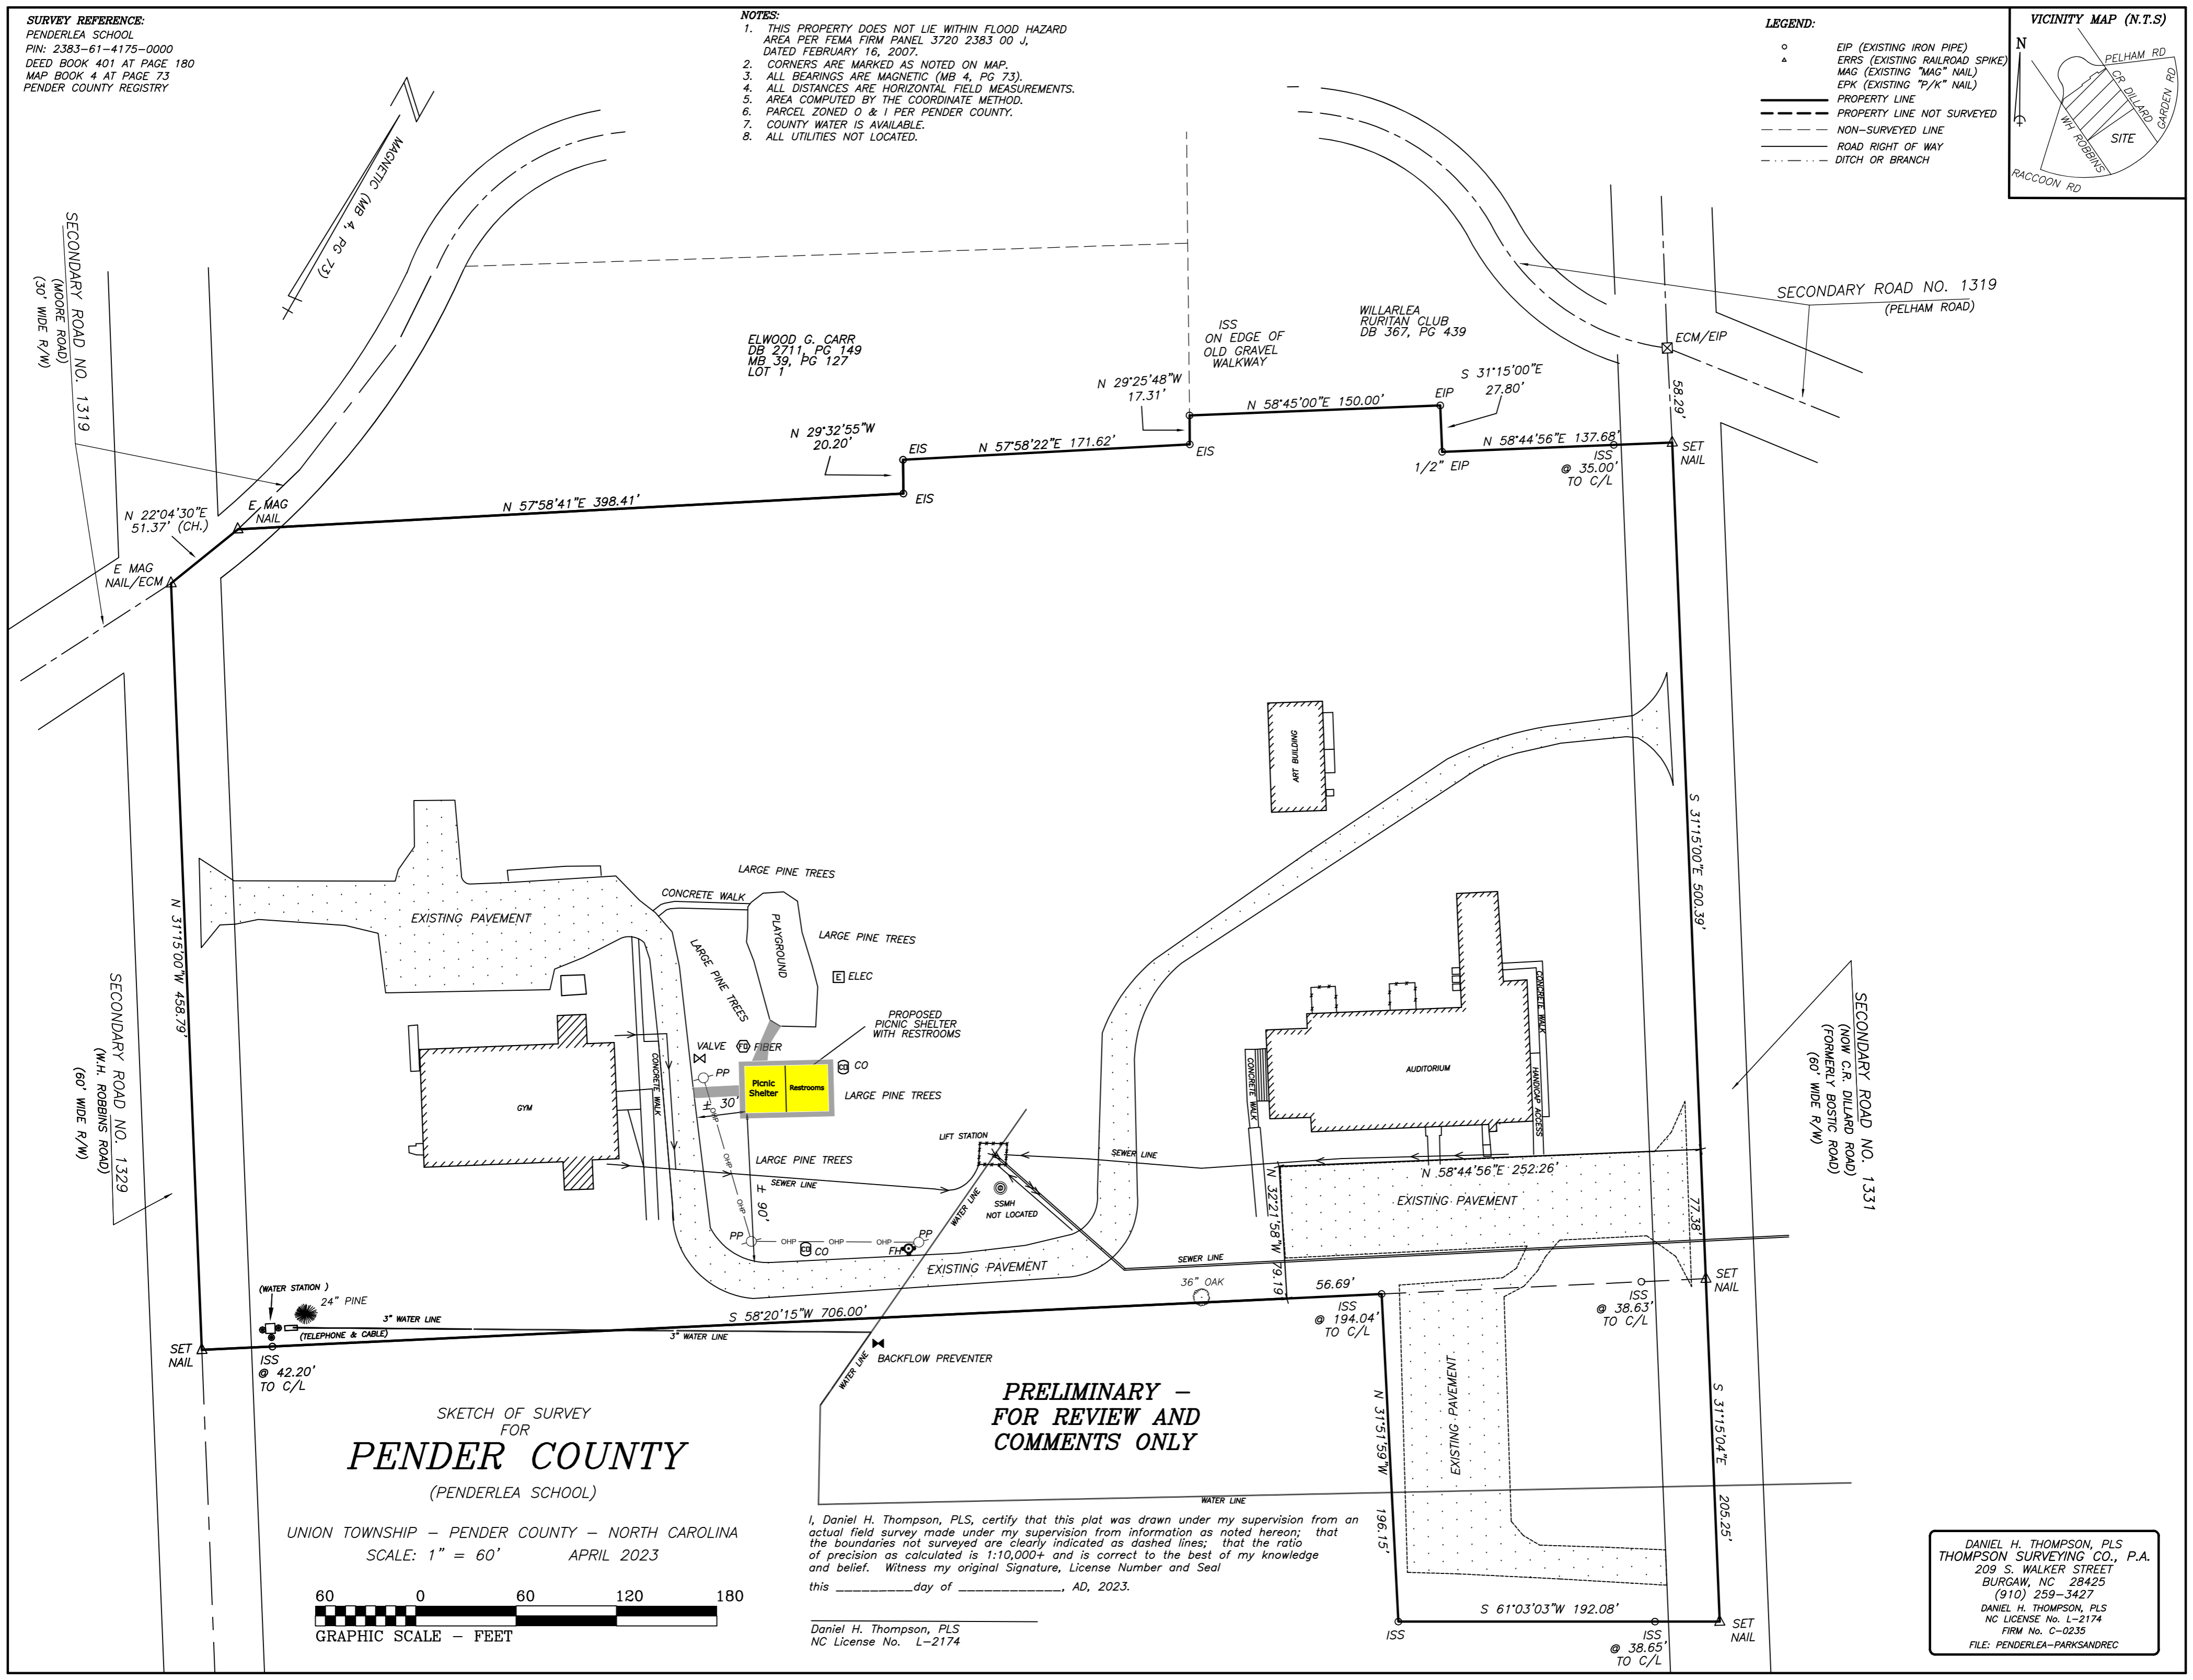 SURVEY REFERENCE:
PENDERLEA SCHOOL
PIN: 2383-61-4175-0000
DEED BOOK 401 AT PAGE 180
MAP BOOK 4 AT PAGE 73
PENDER COUNTY REGISTRY
NOTES:
1. THIS PROPERTY DOES NOT LIE WITHIN FLOOD HAZARD
AREA PER FEMA FIRM PANEL 3720 2383 00 J,
DATED FEBRUARY 16, 2007.
2. CORNERS ARE MARKED AS NOTED ON MAP.
3. ALL BEARINGS ARE MAGNETIC (MB 4, PG 73).
4. ALL DISTANCES ARE HORIZONTAL FIELD MEASUREMENTS.
5. AREA COMPUTED BY THE COORDINATE METHOD.
6. PARCEL ZONED O & I PER PENDER COUNTY.
7. COUNTY WATER IS AVAILABLE.
8. ALL UTILITIES NOT LOCATED.
LEGEND:
EIP (EXISTING IRON PIPE)
ERRS (EXISTING RAILROAD SPIKE)
MAG (EXISTING "MAG" NAIL)
EPK (EXISTING "P/K" NAIL)
PROPERTY LINE
PROPERTY LINE NOT SURVEYED
NON-SURVEYED LINE
ROAD RIGHT OF WAY
DITCH OR BRANCH
VICINITY MAP (N.T.S)
N
PELHAM RD
CR DILLARD
GARDEN RD
WH ROBBINS
SITE
RACCOON RD
MAGNETIC (MB 4, PG 73)
SECONDARY ROAD NO. 1319
(MOORE ROAD)
(30' WIDE R/W)
SECONDARY ROAD NO. 1319
(PELHAM ROAD)
ELWOOD G. CARR
DB 2711, PG 149
MB 39, PG 127
LOT 1
ISS
ON EDGE OF
OLD GRAVEL
WALKWAY
WILLARLEA
RURITAN CLUB
DB 367, PG 439
ECM/EIP
58.29'
N 29°25'48"W
17.31'
S 31°15'00"E
27.80'
EIP
N 58°45'00"E 150.00'
N 29°32'55"W
20.20'
EIS
N 57°58'22"E 171.62'
EIS
N 58°44'56"E 137.68'
1/2" EIP
ISS
@ 35.00'
TO C/L
SET
NAIL
EIS
N 57°58'41"E 398.41'
N 22°04'30"E
51.37' (CH.)
E MAG
NAIL
E MAG
NAIL/ECM
ART BUILDING
S 31°15'00"E 500.39'
N 31°15'00"W 458.79'
LARGE PINE TREES
CONCRETE WALK
EXISTING PAVEMENT
PLAYGROUND
LARGE PINE TREES
LARGE PINE TREES
E ELEC
PROPOSED
PICNIC SHELTER
WITH RESTROOMS
VALVE
FO FIBER
PP
CO CO
Picnic
Shelter
Restrooms
LARGE PINE TREES
± 30'
OHP
GYM
CONCRETE WALK
AUDITORIUM
CONCRETE WALK
CONCRETE WALK
HANDICAP ACCESS
SECONDARY ROAD NO. 1329
(W.H. ROBBINS ROAD)
(60' WIDE R/W)
SECONDARY ROAD NO. 1331
(NOW C.R. DILLARD ROAD)
(FORMERLY BOSTIC ROAD)
(60' WIDE R/W)
LIFT STATION
SEWER LINE
LARGE PINE TREES
SEWER LINE
OHP
OHP
± 90'
WATER LINE
SSMH
NOT LOCATED
N 58°44'56"E 252.26'
EXISTING PAVEMENT
N 32°21'58"W 79.19'
77.38'
PP
OHP
OHP
OHP
CO CO
FH
PP
EXISTING PAVEMENT
SEWER LINE
36" OAK
56.69'
ISS
@ 194.04'
TO C/L
ISS
@ 38.63'
TO C/L
SET
NAIL
(WATER STATION )
24" PINE
3" WATER LINE
(TELEPHONE & CABLE)
S 58°20'15"W 706.00'
3" WATER LINE
SET
NAIL
ISS
@ 42.20'
TO C/L
WATER LINE
BACKFLOW PREVENTER
PRELIMINARY -
FOR REVIEW AND
COMMENTS ONLY
N 31°51'59"W 196.15'
EXISTING PAVEMENT
S 31°15'04"E 205.25'
WATER LINE
SKETCH OF SURVEY
FOR
PENDER COUNTY
(PENDERLEA SCHOOL)
UNION TOWNSHIP - PENDER COUNTY - NORTH CAROLINA
SCALE: 1" = 60' APRIL 2023
60 0 60 120 180
GRAPHIC SCALE - FEET
I, Daniel H. Thompson, PLS, certify that this plat was drawn under my supervision from an
actual field survey made under my supervision from information as noted hereon; that
the boundaries not surveyed are clearly indicated as dashed lines; that the ratio
of precision as calculated is 1:10,000+ and is correct to the best of my knowledge
and belief. Witness my original Signature, License Number and Seal
this __________day of _____________, AD, 2023.
Daniel H. Thompson, PLS
NC License No. L-2174
S 61°03'03"W 192.08'
ISS
ISS
@ 38.65'
TO C/L
SET
NAIL
DANIEL H. THOMPSON, PLS
THOMPSON SURVEYING CO., P.A.
209 S. WALKER STREET
BURGAW, NC 28425
(910) 259-3427
DANIEL H. THOMPSON, PLS
NC LICENSE No. L-2174
FIRM No. C-0235
FILE: PENDERLEA-PARKSANDREC